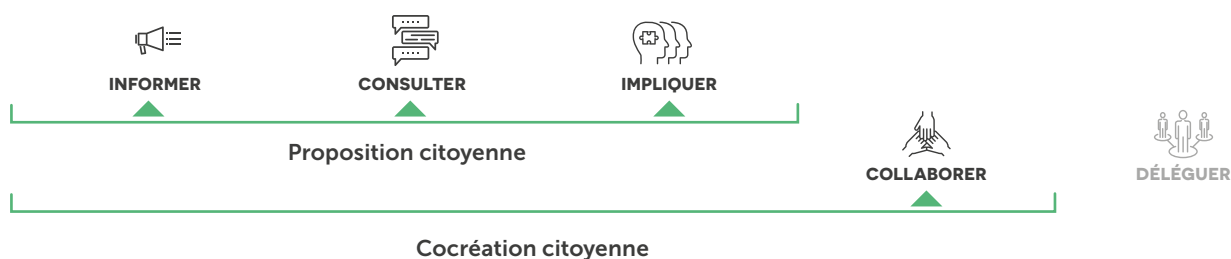 INFORMER
CONSULTER
IMPLIQUER
Proposition citoyenne
COLLABORER
DÉLÉGUER
Cocréation citoyenne